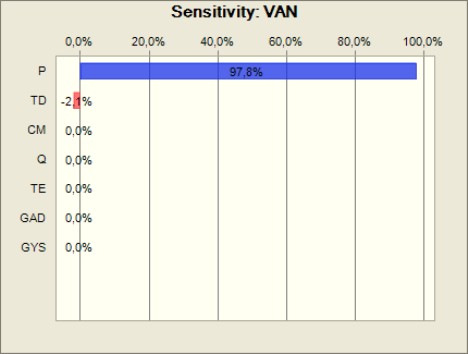 Sensitivity: VAN
0,0% 20,0% 40,0% 60,0% 80,0% 100,0%
P 97,8%
TD -2,1%
CM 0,0%
Q 0,0%
TE 0,0%
GAD 0,0%
GYS 0,0%